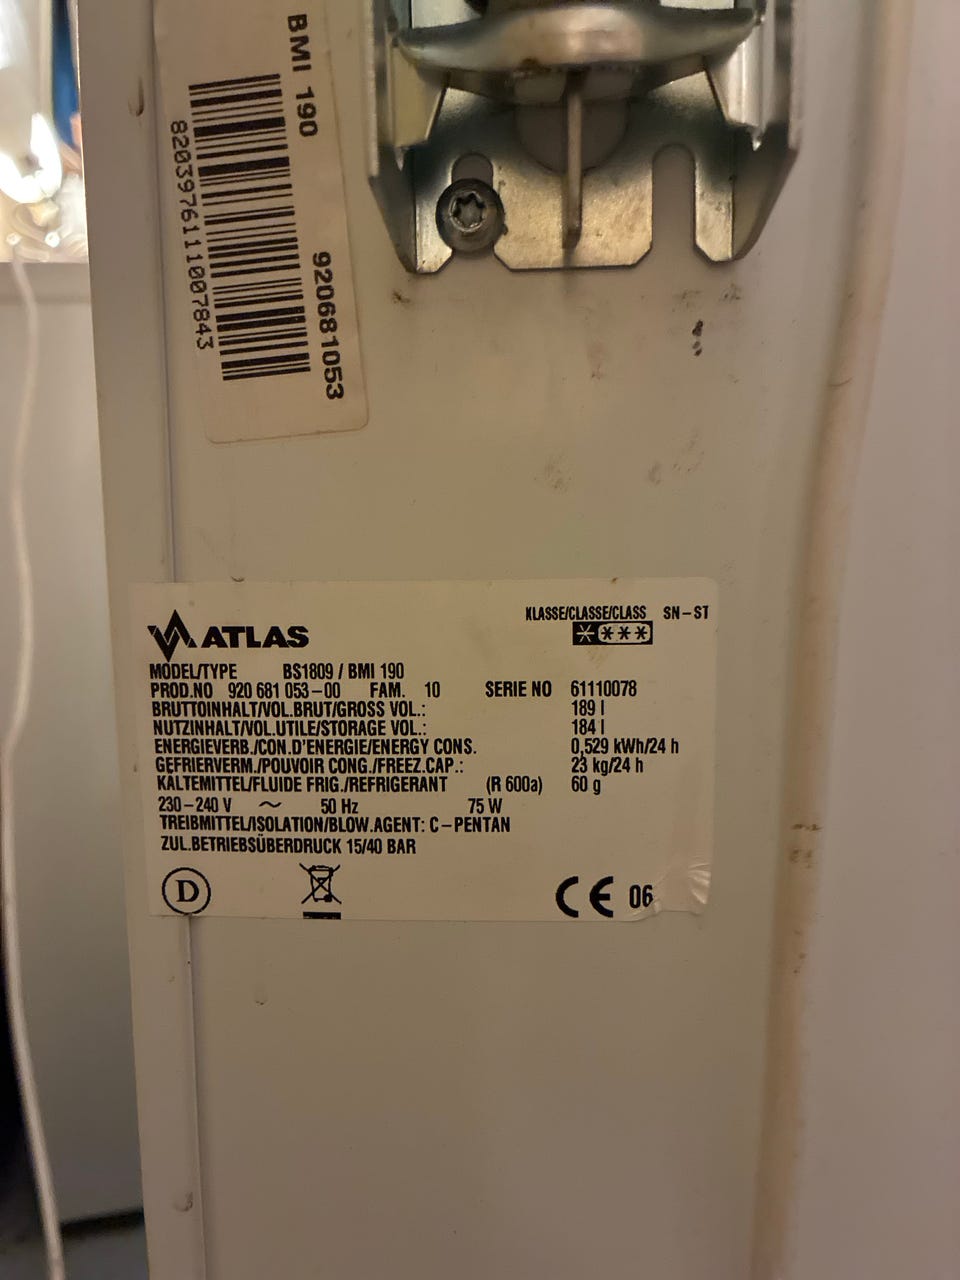 BMI 190
920681053
82039761110078​43
ATLAS
KLASSE/CLASSE/CLASS SN-ST
MODEL/TYPE BS1809 / BMI 190
PROD.NO 920 681 053-00 FAM. 10 SERIE NO 61110078
BRUTTOINHALT/VOL.BRUT/GROSS VOL.: 189 l
NUTZINHALT/VOL.UTILE/STORAGE VOL.: 184 l
ENERGIEVERB./CON.D'ENERGIE/ENERGY CONS. 0,529 kWh/24 h
GEFRIERVERM./POUVOIR CONG./FREEZ.CAP.: 23 kg/24 h
KÄLTEMITTEL/FLUIDE FRIG./REFRIGERANT (R 600a) 60 g
230-240 V ~ 50 Hz 75 W
TREIBMITTEL/ISOLATION/BLOW.AGENT: C-PENTAN
ZUL.BETRIEBSÜBERDRUCK 15/40 BAR
D CE 06